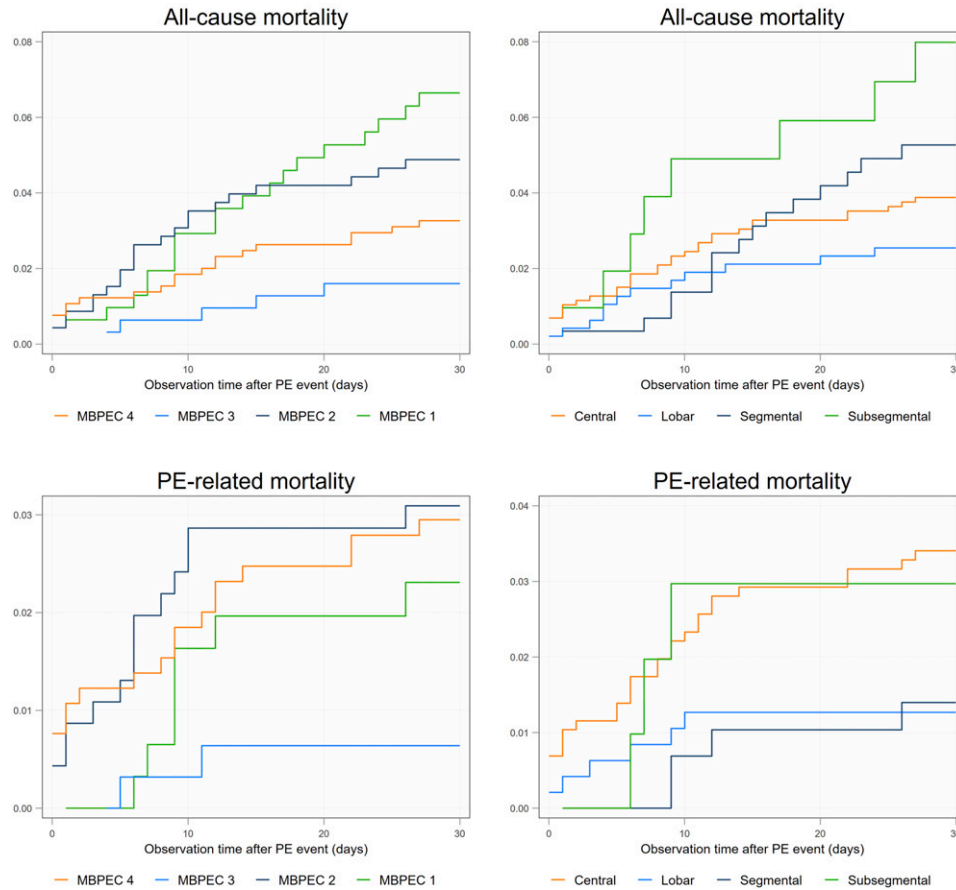 All-cause mortality
0.08
0.06
0.04
0.02
0.00
0 10 20 30
Observation time after PE event (days)
MBPEC 4 MBPEC 3 MBPEC 2 MBPEC 1
All-cause mortality
0.08
0.06
0.04
0.02
0.00
0 10 20 30
Observation time after PE event (days)
Central Lobar Segmental Subsegmental
PE-related mortality
0.03
0.02
0.01
0.00
0 10 20 30
Observation time after PE event (days)
MBPEC 4 MBPEC 3 MBPEC 2 MBPEC 1
PE-related mortality
0.04
0.03
0.02
0.01
0.00
0 10 20 30
Observation time after PE event (days)
Central Lobar Segmental Subsegmental